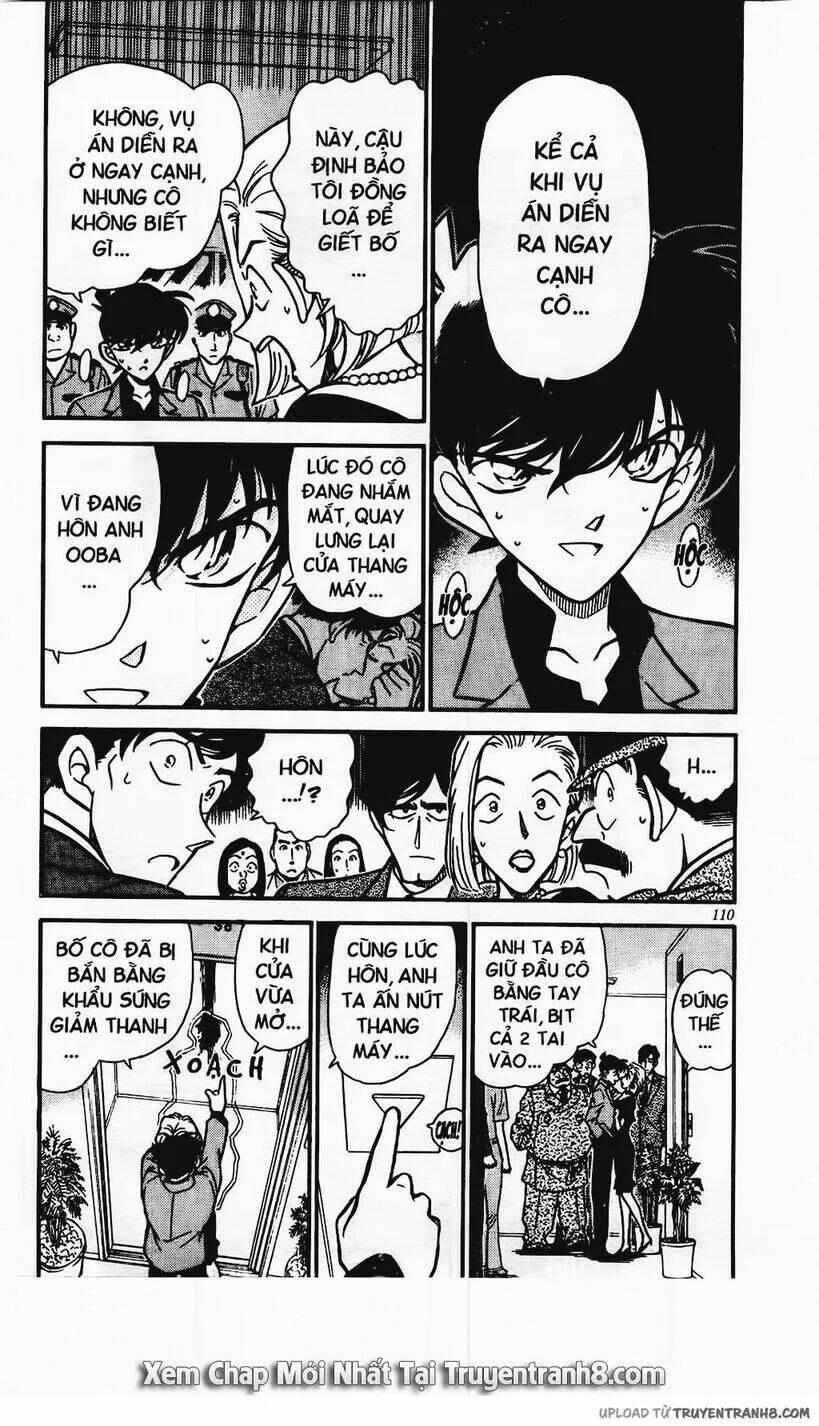 KỂ CẢ
KHI VỤ
ÁN DIỄN
RA NGAY
CẠNH
CÔ...
HỘC
HỘC
NÀY, CẬU
ĐỊNH BẢO
TÔI ĐỒNG
LOÃ ĐỂ
GIẾT BỐ
...
KHÔNG, VỤ
ÁN DIỄN RA
Ở NGAY CẠNH,
NHƯNG CÔ
KHÔNG BIẾT
GÌ...
LÚC ĐÓ CÔ
ĐANG NHẮM
MẮT, QUAY
LƯNG LẠI
CỬA THANG
MÁY...
VÌ ĐANG
HÔN ANH
OOBA
...
H...
HÔN
...!?
110
ĐÚNG
THẾ
...
ANH TA ĐÃ
GIỮ ĐẦU CÔ
BẰNG TAY
TRÁI, BỊT
CẢ 2 TAI
VÀO...
CÙNG LÚC
HÔN, ANH
TA ẤN NÚT
THANG
MÁY...
CẠCH!
KHI
CỬA
VỪA
MỞ...
BỐ CÔ ĐÃ BỊ
BẮN BẰNG
KHẨU SÚNG
GIẢM THANH
...
XOẠCH
Xem Chap Mới Nhất Tại Truyentranh8.com
UPLOAD TỪ TRUYENTRANH8.COM